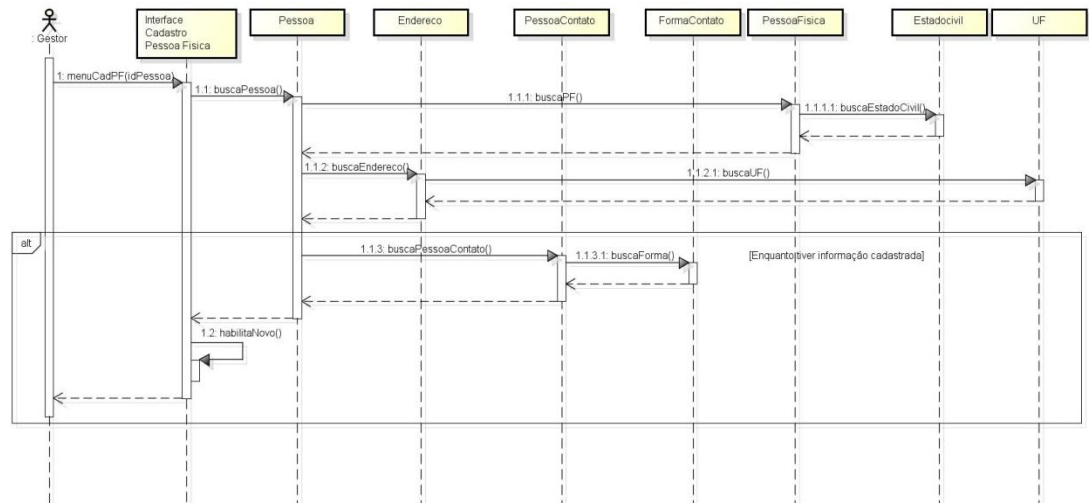 : Gestor
Interface
Cadastro
Pessoa Fisica
Pessoa
Endereco
PessoaContato
FormaContato
PessoaFisica
Estadocivil
UF
1: menuCadPF(idPessoa)
1.1: buscaPessoa()
1.1.1: buscaPF()
1.1.1.1: buscaEstadoCivil()
1.1.2: buscaEndereco()
1.1.2.1: buscaUF()
alt
1.1.3: buscaPessoaContato()
1.1.3.1: buscaForma()
[Enquanto tiver informação cadastrada]
1.2: habilitaNovo()